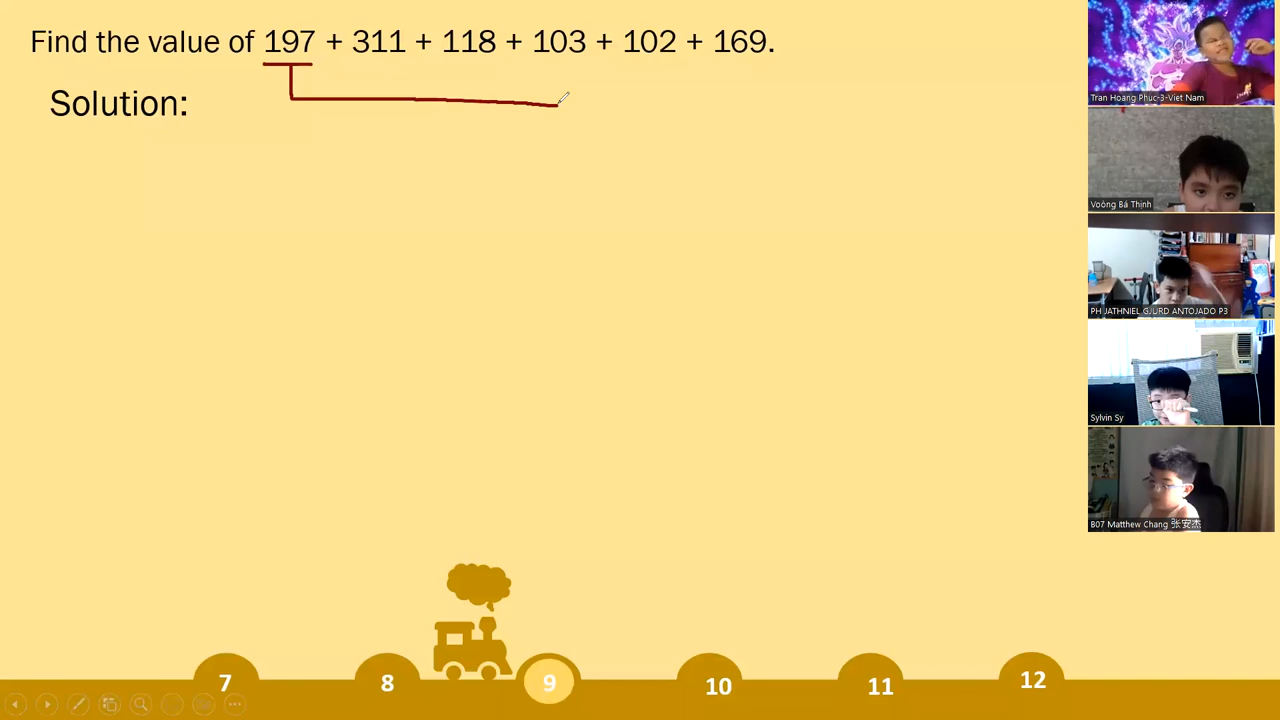 Find the value of 197 + 311 + 118 + 103 + 102 + 169.
Solution:
Tran Hoang Phuc-3-Viet Nam
Voòng Bá Thịnh
PH JATHNIEL GJURD ANTOJADO P3
Sylvin Sy
B07 Matthew Chang 张安杰
7 8 9 10 11 12